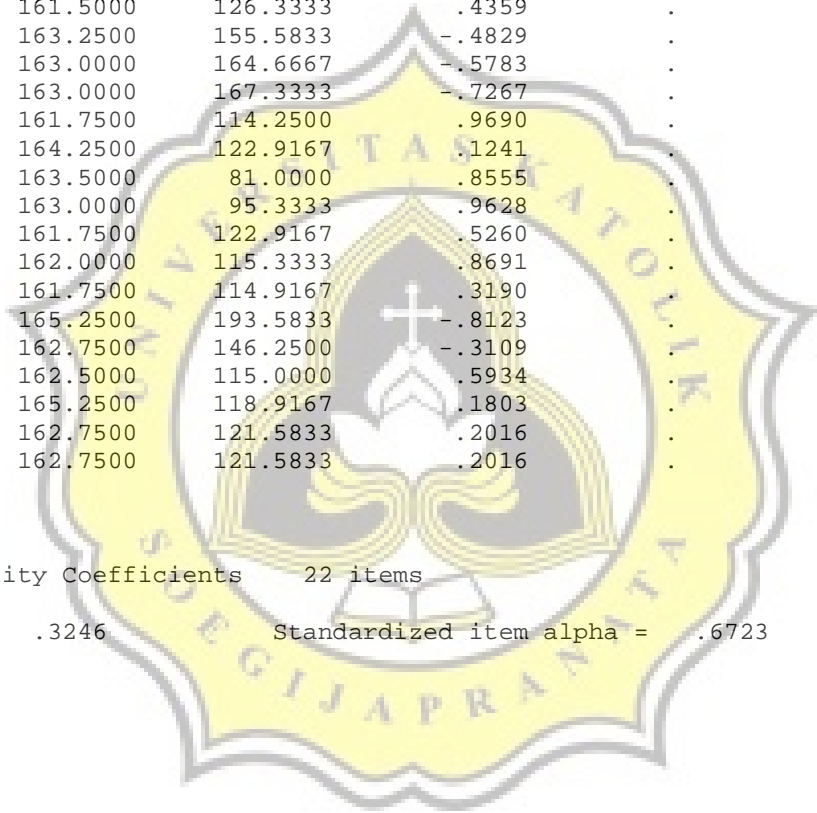 161.5000 126.3333 .4359 .
163.2500 155.5833 -.4829 .
163.0000 164.6667 -.5783 .
163.0000 167.3333 -.7267 .
161.7500 114.2500 .9690 .
164.2500 122.9167 .1241 .
163.5000 81.0000 .8555 .
163.0000 95.3333 .9628 .
161.7500 122.9167 .5260 .
162.0000 115.3333 .8691 .
161.7500 114.9167 .3190 .
165.2500 193.5833 -.8123 .
162.7500 146.2500 -.3109 .
162.5000 115.0000 .5934 .
165.2500 118.9167 .1803 .
162.7500 121.5833 .2016 .
162.7500 121.5833 .2016 .
ity Coefficients 22 items
.3246 Standardized item alpha = .6723
UNIVERSITAS KATOLIK
SOEGIJAPRANATA